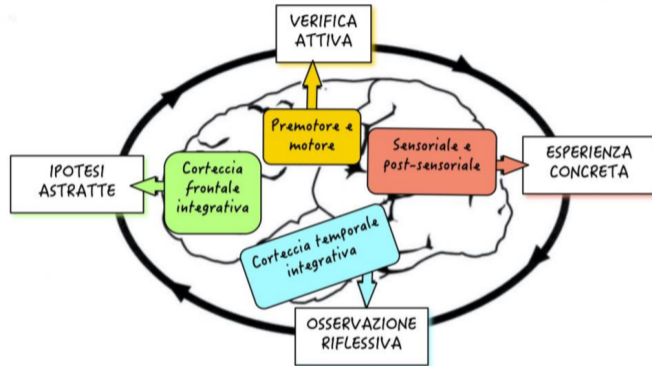 VERIFICA
ATTIVA
Premotore e
motore
Sensoriale e
post-sensoriale
ESPERIENZA
CONCRETA
IPOTESI
ASTRATTE
Corteccia
frontale
integrativa
Corteccia temporale
integrativa
OSSERVAZIONE
RIFLESSIVA